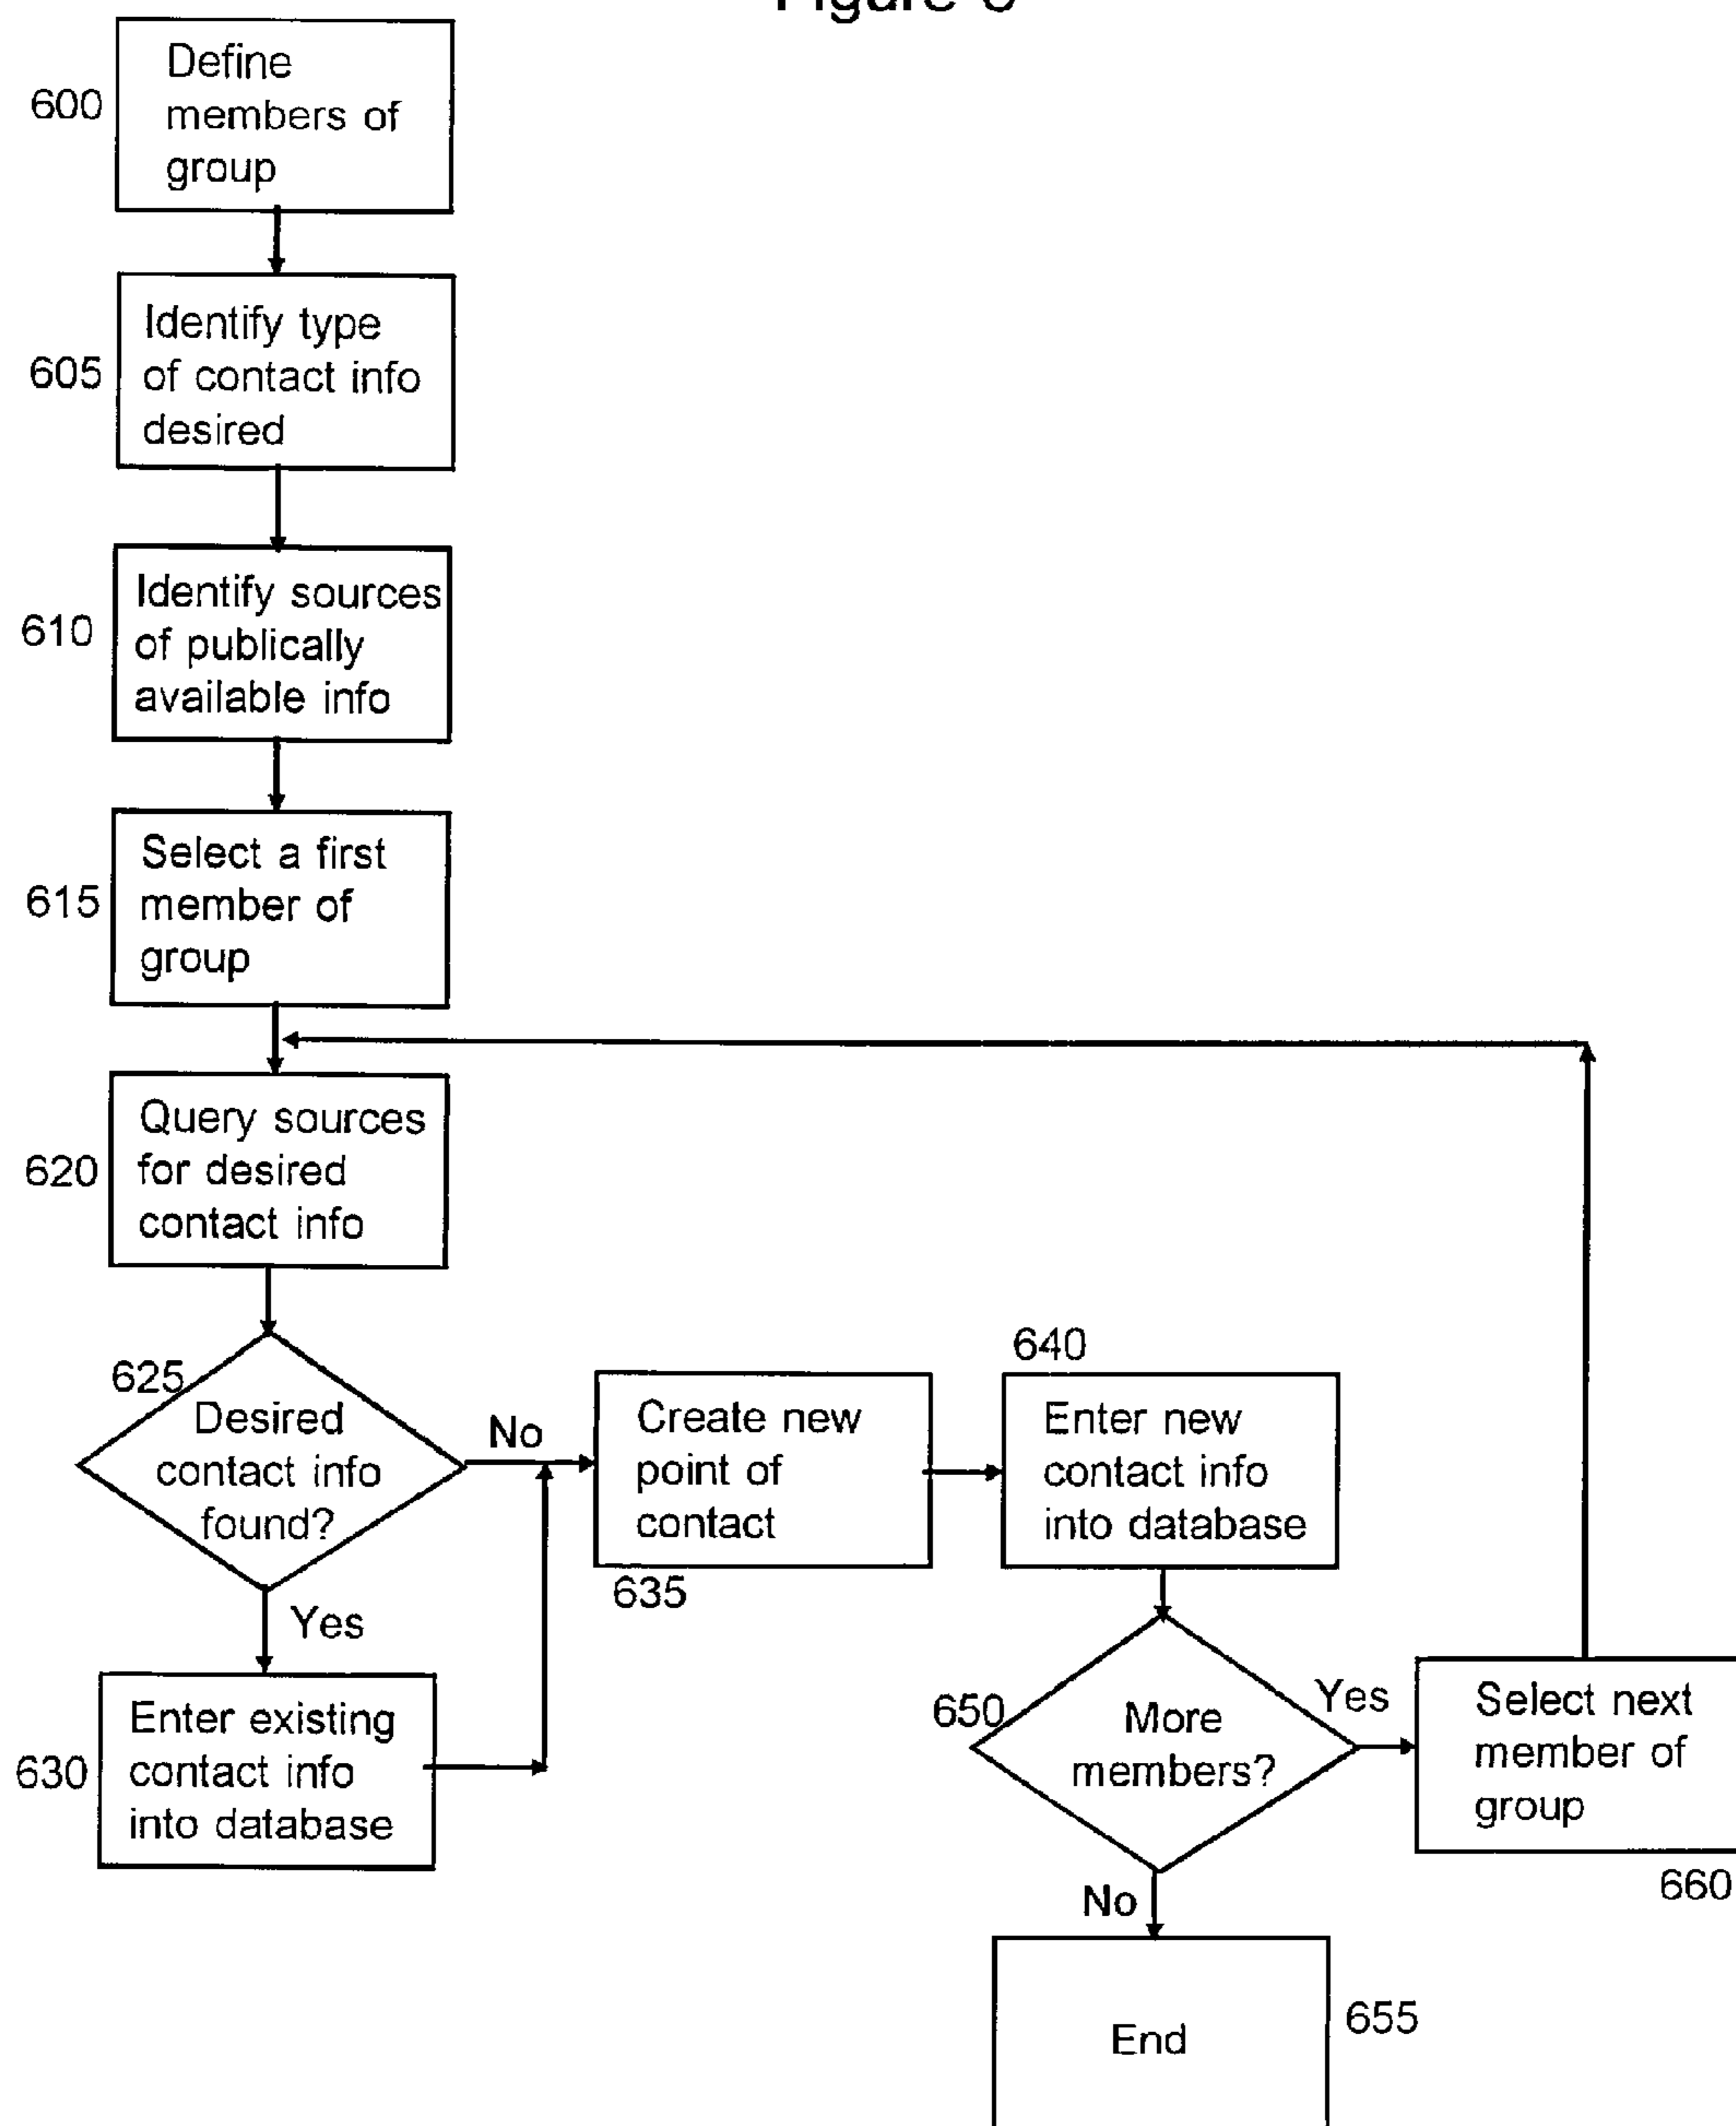 600
Define
members of
group
605
Identify type
of contact info
desired
610
Identify sources
of publically
available info
615
Select a first
member of
group
620
Query sources
for desired
contact info
625
Desired
contact info
found?
No
Yes
630
Enter existing
contact info
into database
Create new
point of
contact
635
640
Enter new
contact info
into database
650
More
members?
Yes
Select next
member of
group
660
No
End
655